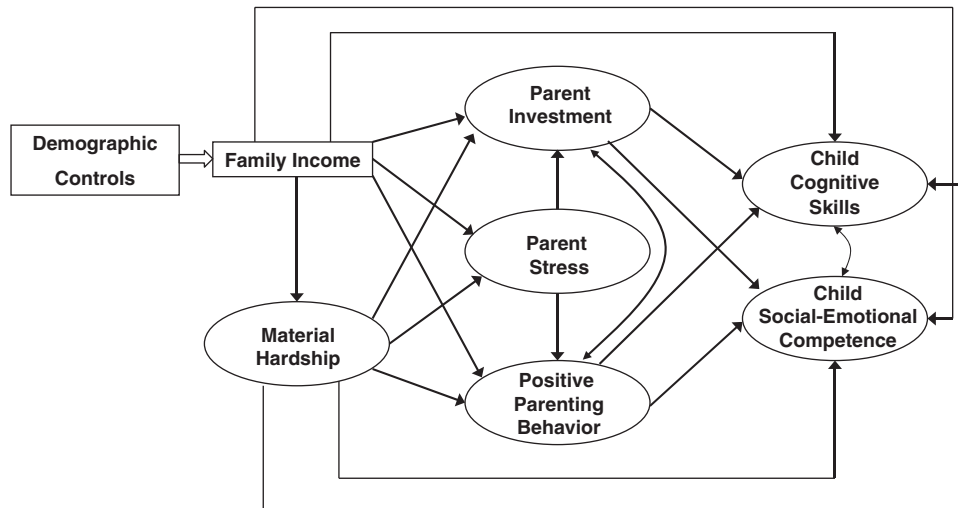 Demographic
Controls
Family Income
Material
Hardship
Parent
Investment
Parent
Stress
Positive
Parenting
Behavior
Child
Cognitive
Skills
Child
Social-Emotional
Competence